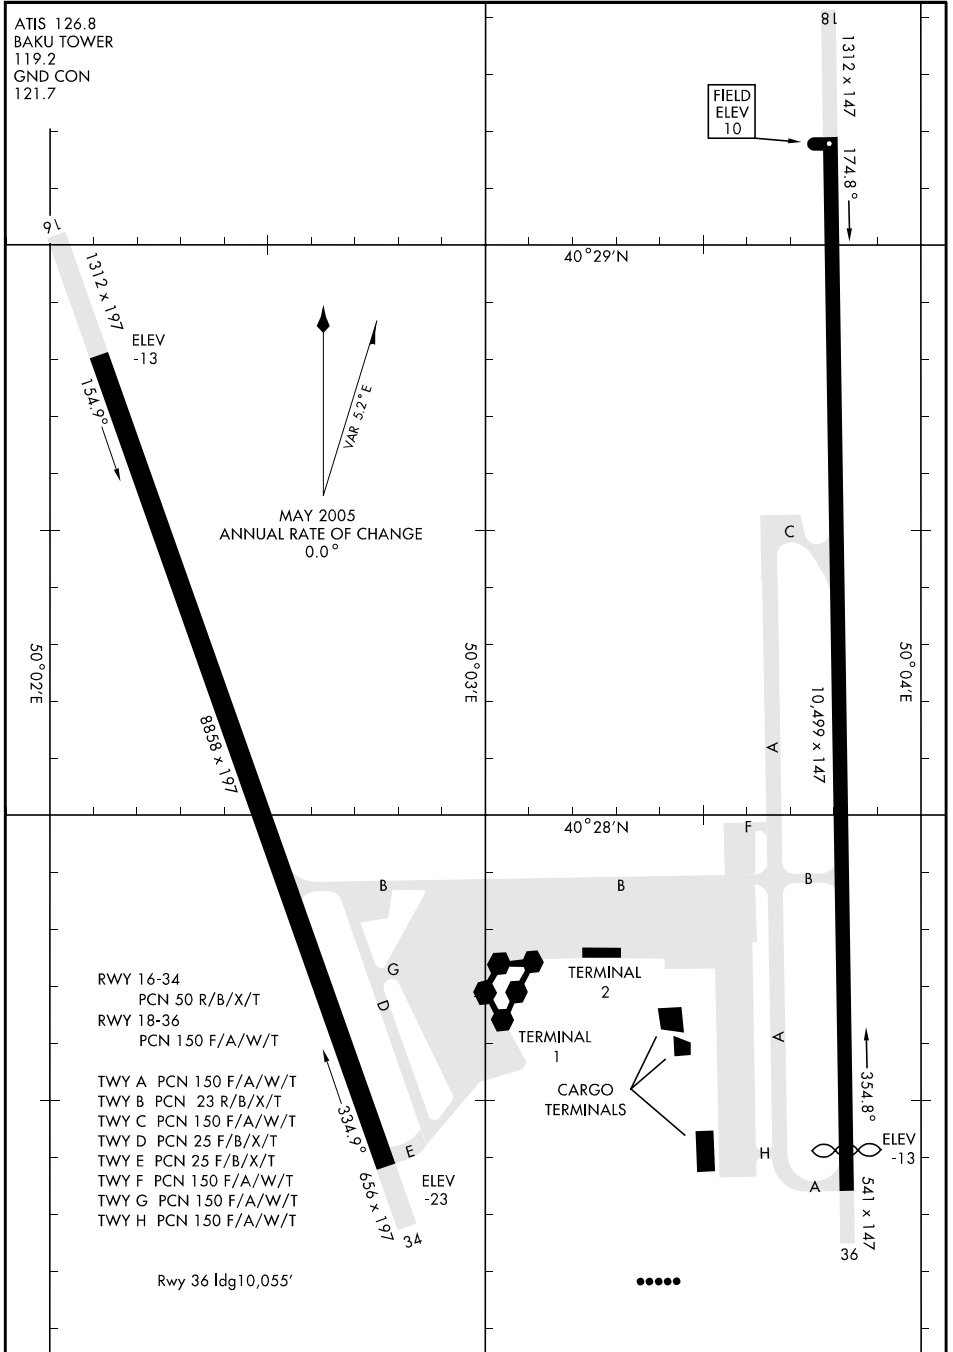 ATIS 126.8
BAKU TOWER
119.2
GND CON
121.7
18
1312 x 147
FIELD
ELEV
10
174.8°
16
40°29'N
1312 x 197
ELEV
-13
154.9°
VAR 5.2°E
MAY 2005
ANNUAL RATE OF CHANGE
0.0°
C
50°02'E
50°03'E
50°04'E
8858 x 197
10,499 x 147
A
40°28'N
F
B
B
B
G
D
TERMINAL
2
TERMINAL
1
A
CARGO
TERMINALS
RWY 16-34
PCN 50 R/B/X/T
RWY 18-36
PCN 150 F/A/W/T
TWY A PCN 150 F/A/W/T
TWY B PCN 23 R/B/X/T
TWY C PCN 150 F/A/W/T
TWY D PCN 25 F/B/X/T
TWY E PCN 25 F/B/X/T
TWY F PCN 150 F/A/W/T
TWY G PCN 150 F/A/W/T
TWY H PCN 150 F/A/W/T
334.9°
E
ELEV
-23
656 x 197
34
354.8°
H
ELEV
-13
A
541 x 147
36
Rwy 36 ldg10,055'